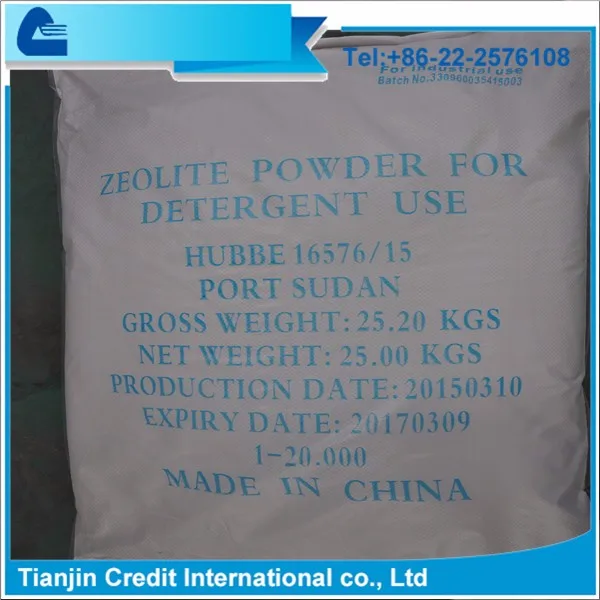 Tel:+86-22-2576108
For industrial use
Batch No.330960035415003
ZEOLITE POWDER FOR
DETERGENT USE
HUBBE 16576/15
PORT SUDAN
GROSS WEIGHT: 25.20 KGS
NET WEIGHT: 25.00 KGS
PRODUCTION DATE: 20150310
EXPIRY DATE: 20170309
1-20.000
MADE IN CHINA
Tianjin Credit International co., Ltd